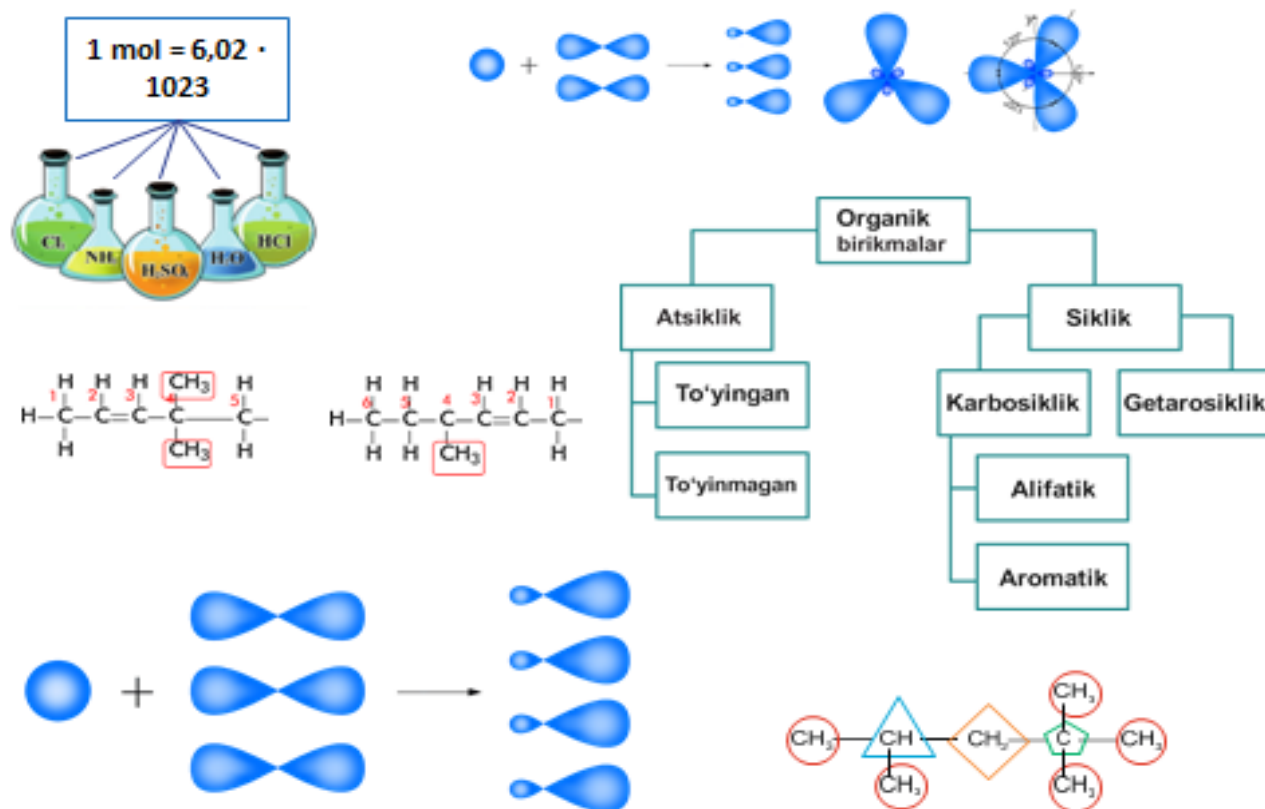 1 mol = 6,02 ·
1023
Cl₂
NH₃
H₂SO₄
H₂O
HCl
Organik
birikmalar
Atsiklik
Siklik
To'yingan
To'yinmagan
Karbosiklik
Getarosiklik
Alifatik
Aromatik
H H H CH₃ H
1 2 3 4 5
H—C—C=C—C—C—
H CH₃ H
H H H H H
6 5 4 3 2 1
H—C—C—C—C=C—C—
H H CH₃ H
CH₃
CH₃—CH—CH₂—C—CH₃
CH₃ CH₃